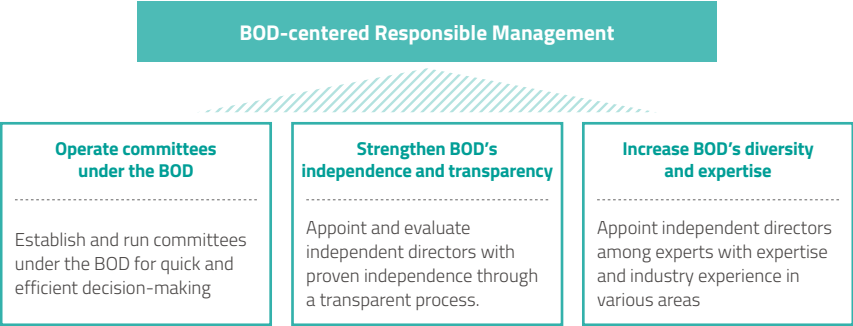 BOD-centered Responsible Management
Operate committees
under the BOD
Establish and run committees
under the BOD for quick and
efficient decision-making
Strengthen BOD's
independence and transparency
Appoint and evaluate
independent directors with
proven independence through
a transparent process.
Increase BOD's diversity
and expertise
Appoint independent directors
among experts with expertise
and industry experience in
various areas